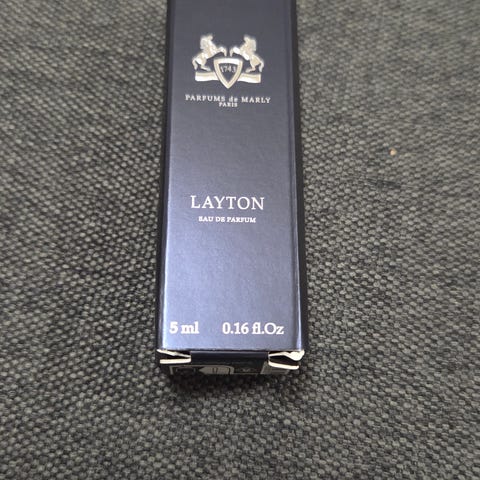 1743
PARFUMS de MARLY
PARIS
LAYTON
EAU DE PARFUM
5 ml 0.16 fl.Oz